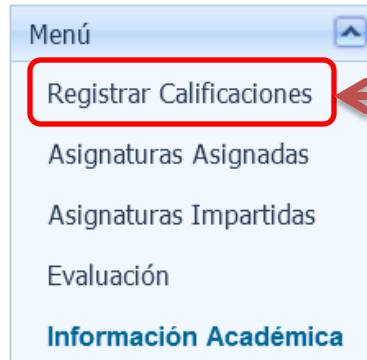 Menú
Registrar Calificaciones
Asignaturas Asignadas
Asignaturas Impartidas
Evaluación
Información Académica